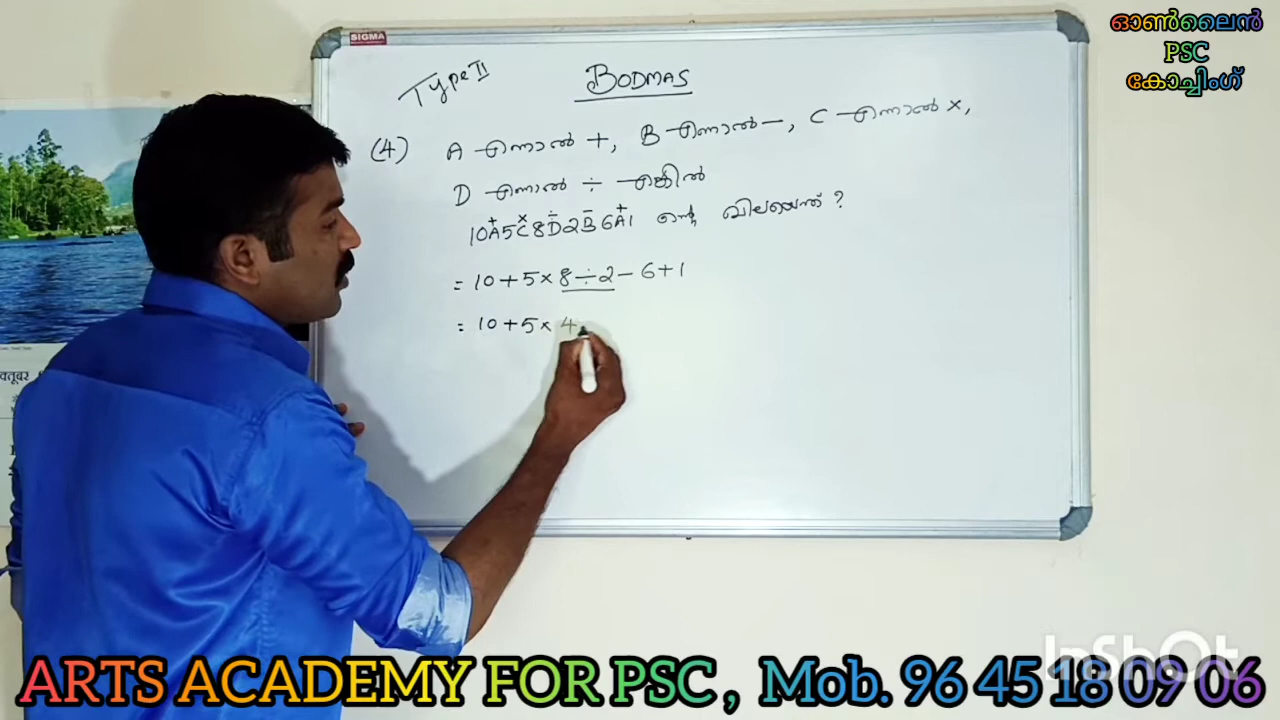 ഓൺലൈൻ
PSC
കോച്ചിംഗ്
SIGMA
Type II
BODMAS
(4) A എന്നാൽ +, B എന്നാൽ −, C എന്നാൽ ×,
D എന്നാൽ ÷ എങ്കിൽ
+ × ÷ − +
10A5C8D2B6A1 ന്റെ വിലയെന്ത് ?
= 10+5×8÷2−6+1
= 10+5×4
InShOt
ARTS ACADEMY FOR PSC , Mob. 96 45 18 09 06